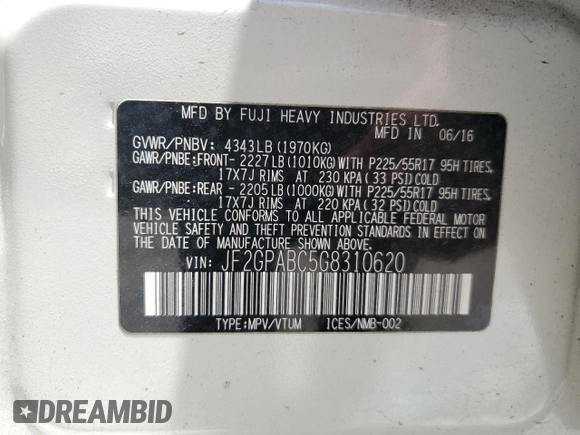 MFD BY FUJI HEAVY INDUSTRIES LTD.
MFD IN 06/16
GVWR/PNBV: 4343LB (1970KG)
GAWR/PNBE:FRONT- 2227LB(1010KG)WITH P225/55R17 95H TIRES,
17X7J RIMS AT 230 KPA (33 PSI)COLD
GAWR/PNBE:REAR - 2205LB(1000KG)WITH P225/55R17 95H TIRES,
17X7J RIMS AT 220 KPA(32 PSI)COLD
THIS VEHICLE CONFORMS TO ALL APPLICABLE FEDERAL MOTOR
VEHICLE SAFETY AND THEFT PREVENTION STANDARDS IN EFFECT ON
THE DATE OF MANUFACTURE SHOWN ABOVE.
VIN: JF2GPABC5G8310620
TYPE:MPV/VTUM ICES/NMB-002
DREAMBID